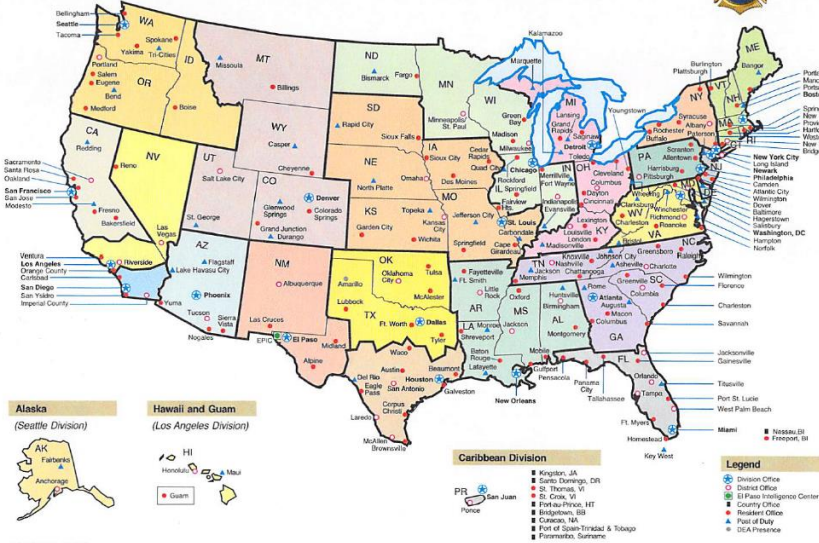 Bellingham
Seattle
Tacoma
WA
Spokane
Yakima
Tri-Cities
Portland
Salem
Eugene
Bend
OR
Medford
ID
Boise
MT
Missoula
Billings
WY
Casper
Cheyenne
ND
Bismarck
Fargo
SD
Rapid City
Sioux Falls
NE
North Platte
Omaha
KS
Garden City
Topeka
Wichita
MN
Minneapolis/
St. Paul
WI
Green
Bay
Madison
Milwaukee
Marquette
Kalamazoo
MI
Lansing
Grand
Rapids
Saginaw
Detroit
Toledo
Youngstown
IA
Sioux City
Cedar
Rapids
Quad City
Des Moines
Chicago
Rockford
IL
Springfield
Fairview
Hts.
Carbondale
IN
Merrillville
Fort Wayne
Indianapolis
Evansville
OH
Cleveland
Columbus
Dayton
Cincinnati
Kansas
City
MO
Jefferson City
St. Louis
Springfield
Cape
Girardeau
KY
Louisville
London
Madisonville
CA
Redding
Sacramento
Santa Rosa
Oakland
San Francisco
San Jose
Modesto
Fresno
Bakersfield
Ventura
Los Angeles
Orange County
Carlsbad
San Diego
San Ysidro
Imperial County
Riverside
NV
Reno
Las
Vegas
UT
Salt Lake City
St. George
CO
Denver
Glenwood
Springs
Colorado
Springs
Grand Junction
Durango
AZ
Flagstaff
Lake Havasu City
Phoenix
Yuma
Tucson
Sierra
Vista
Nogales
NM
Albuquerque
Las Cruces
EPIC
El Paso
OK
Oklahoma
City
Tulsa
McAlester
TX
Amarillo
Lubbock
Ft. Worth
Dallas
Tyler
Midland
Alpine
Waco
Austin
Del Rio
Eagle
Pass
San Antonio
Houston
Beaumont
Galveston
Corpus
Christi
Laredo
McAllen
Brownsville
AR
Fayetteville
Ft. Smith
Little
Rock
LA
Monroe
Shreveport
Baton
Rouge
Lafayette
New Orleans
MS
Oxford
Jackson
Gulfport
AL
Huntsville
Birmingham
Montgomery
Mobile
TN
Memphis
Jackson
Nashville
Knoxville
Chattanooga
Johnson City
GA
Rome
Atlanta
Augusta
Macon
Columbus
Savannah
SC
Greenville
Columbia
Florence
Charleston
NC
Asheville
Charlotte
Greensboro
Raleigh
Wilmington
FL
Pensacola
Panama
City
Tallahassee
Jacksonville
Gainesville
Orlando
Titusville
Tampo
Port St. Lucie
West Palm Beach
Ft. Myers
Miami
Homestead
Key West
Nassau, BI
Freeport, BI
WV
Wheeling
Charleston
VA
Winchester
Richmond
Roanoke
Bristol
PA
Scranton
Allentown
Pittsburgh
Harrisburg
NY
Plattsburg
Syracuse
Rochester
Buffalo
Albany
Paterson
Burlington
VT
NH
ME
Bangor
MA
CT
RI
NJ
MD
DE
New York City
Long Island
Newark
Philadelphia
Camden
Atlantic City
Wilmington
Dover
Baltimore
Hagerstown
Salisbury
Washington, DC
Hampton
Norfolk
Alaska
(Seattle Division)
AK
Fairbanks
Anchorage
Hawaii and Guam
(Los Angeles Division)
HI
Honolulu
Maui
Guam
Caribbean Division
PR
San Juan
Ponce
Kingston, JA
Santo Domingo, DR
St. Thomas, VI
St. Croix, VI
Port-au-Prince, HT
Bridgetown, BB
Curacao, NA
Port of Spain-Trinidad & Tobago
Paramaribo, Suriname
Legend
Division Office
District Office
El Paso Intelligence Center
Country Office
Resident Office
Post of Duty
DEA Presence